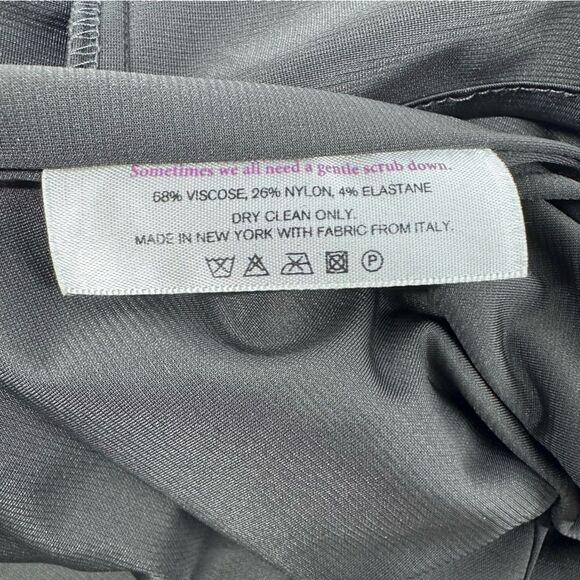 Sometimes we all need a gentle scrub down.
68% VISCOSE, 26% NYLON, 4% ELASTANE
DRY CLEAN ONLY.
MADE IN NEW YORK WITH FABRIC FROM ITALY.
P